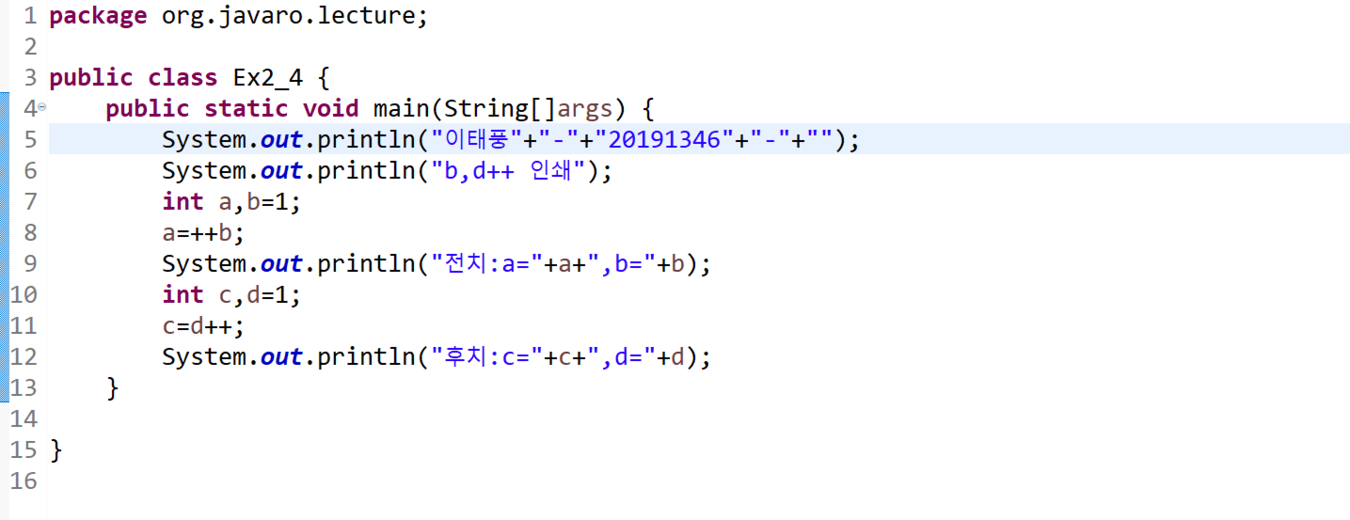 1 package org.javaro.lecture;
2
3 public class Ex2_4 {
4     public static void main(String[]args) {
5         System.out.println("이태풍"+"-"+"20191346"+"-"+"");
6         System.out.println("b,d++ 인쇄");
7         int a,b=1;
8         a=++b;
9         System.out.println("전치:a="+a+",b="+b);
10         int c,d=1;
11         c=d++;
12         System.out.println("후치:c="+c+",d="+d);
13     }
14
15 }
16